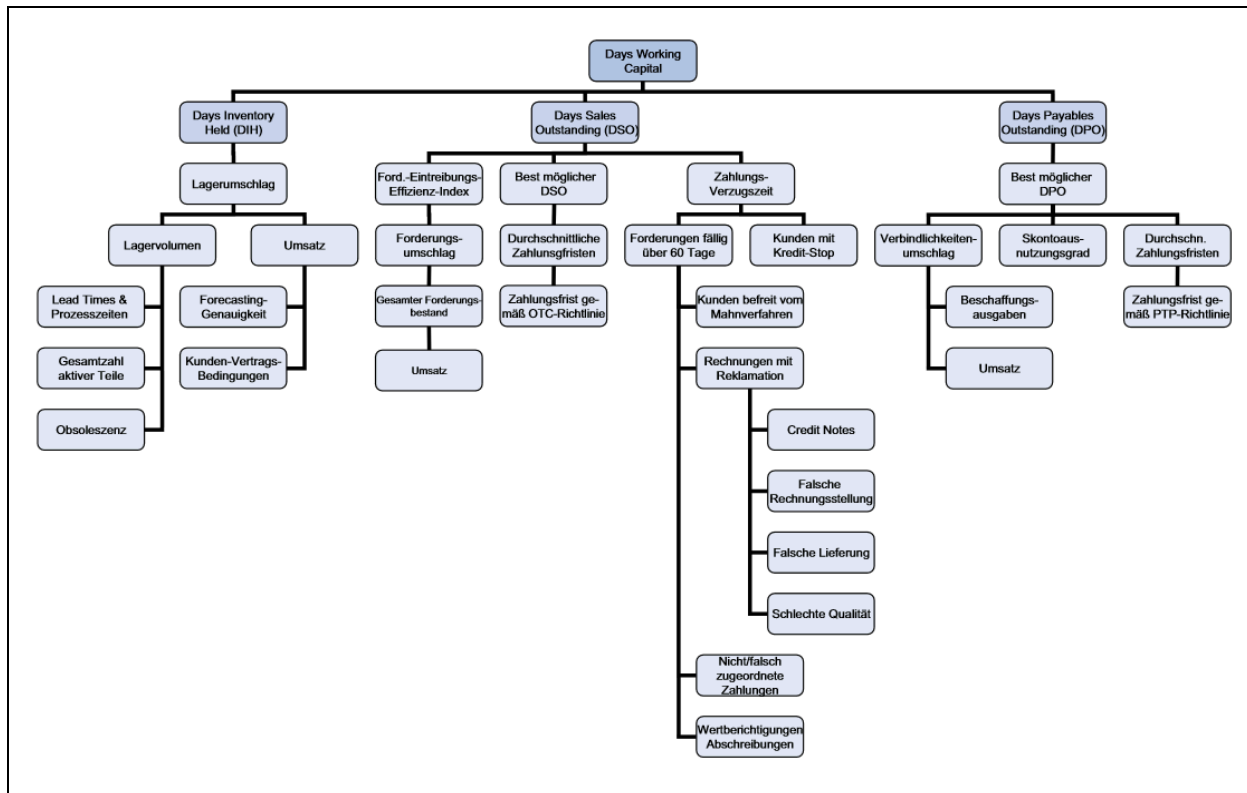 Days Working
Capital
Days Inventory
Held (DIH)
Days Sales
Outstanding (DSO)
Days Payables
Outstanding (DPO)
Lagerumschlag
Ford.-Eintreibungs-
Effizienz-Index
Best möglicher
DSO
Zahlungs-
Verzugszeit
Best möglicher
DPO
Lagervolumen
Umsatz
Forderungs-
umschlag
Durchschnittliche
Zahlunsgfristen
Forderungen fällig
über 60 Tage
Kunden mit
Kredit-Stop
Verbindlichkeiten-
umschlag
Skontoaus-
nutzungsgrad
Durchschn.
Zahlungsfristen
Lead Times &
Prozesszeiten
Forecasting-
Genauigkeit
Gesamter Forderungs-
bestand
Zahlungsfrist ge-
mäß OTC-Richtlinie
Kunden befreit vom
Mahnverfahren
Beschaffungs-
ausgaben
Zahlungsfrist ge-
mäß PTP-Richtlinie
Gesamtzahl
aktiver Teile
Kunden-Vertrags-
Bedingungen
Umsatz
Rechnungen mit
Reklamation
Umsatz
Obsoleszenz
Credit Notes
Falsche
Rechnungsstellung
Falsche Lieferung
Schlechte Qualität
Nicht/falsch
zugeordnete
Zahlungen
Wertberichtigungen
Abschreibungen